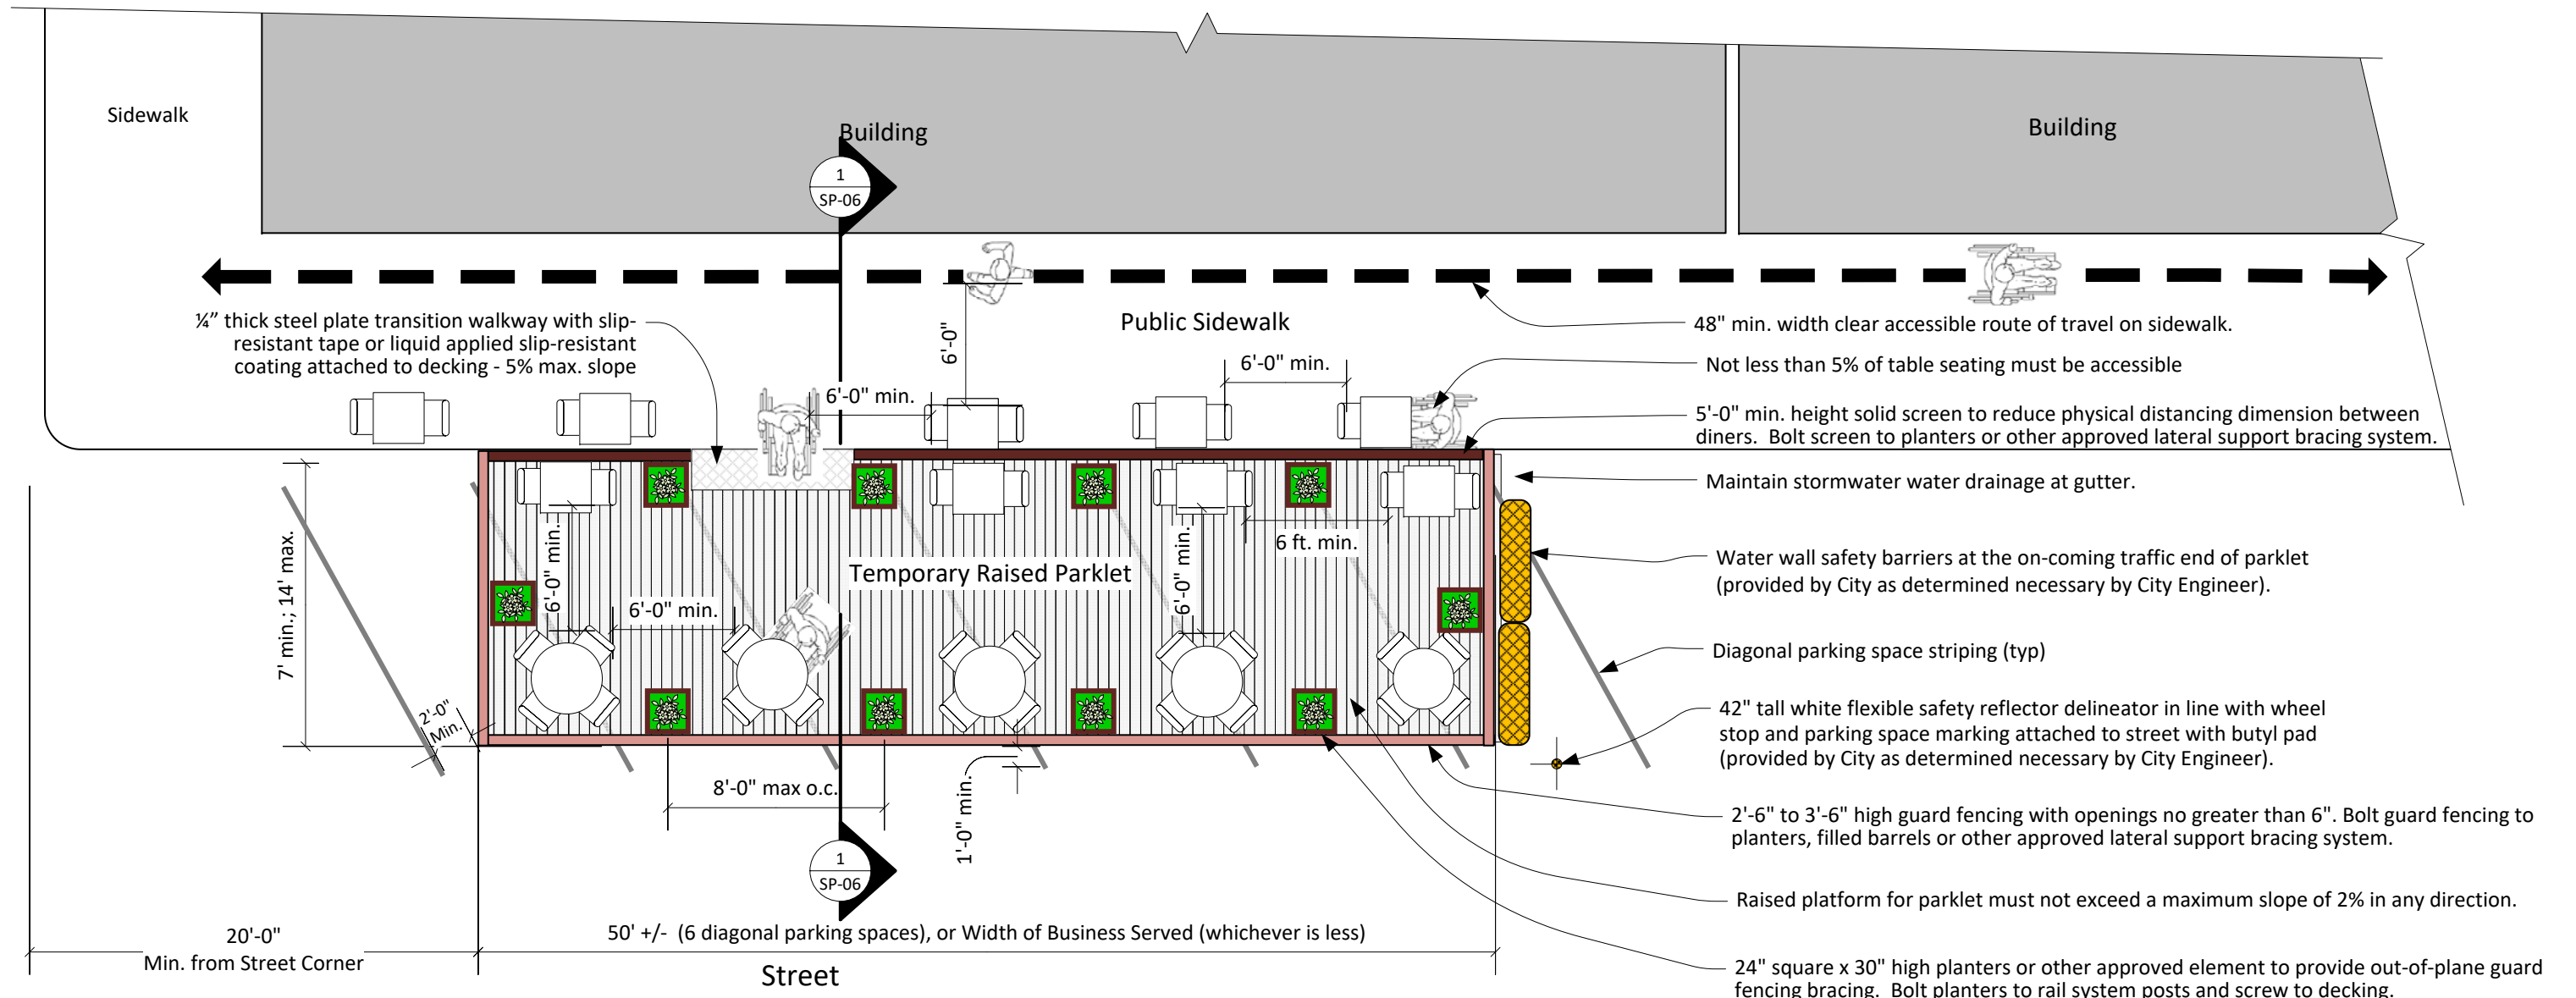 Sidewalk
Building
Building
1
SP-06
¼” thick steel plate transition walkway with slip-
resistant tape or liquid applied slip-resistant
coating attached to decking - 5% max. slope
6'-0"
Public Sidewalk
48" min. width clear accessible route of travel on sidewalk.
6'-0" min.
Not less than 5% of table seating must be accessible
6'-0" min.
5'-0" min. height solid screen to reduce physical distancing dimension between
diners.  Bolt screen to planters or other approved lateral support bracing system.
Maintain stormwater water drainage at gutter.
7' min.; 14' max.
6'-0" min.
6'-0" min.
6'-0" min.
6 ft. min.
Temporary Raised Parklet
Water wall safety barriers at the on-coming traffic end of parklet
(provided by City as determined necessary by City Engineer).
Diagonal parking space striping (typ)
2'-0"
Min.
42" tall white flexible safety reflector delineator in line with wheel
stop and parking space marking attached to street with butyl pad
(provided by City as determined necessary by City Engineer).
8'-0" max o.c.
1'-0" min.
2'-6" to 3'-6" high guard fencing with openings no greater than 6". Bolt guard fencing to
planters, filled barrels or other approved lateral support bracing system.
1
SP-06
Raised platform for parklet must not exceed a maximum slope of 2% in any direction.
20'-0"
Min. from Street Corner
50' +/-  (6 diagonal parking spaces), or Width of Business Served (whichever is less)
Street
24" square x 30" high planters or other approved element to provide out-of-plane guard
fencing bracing.  Bolt planters to rail system posts and screw to decking.